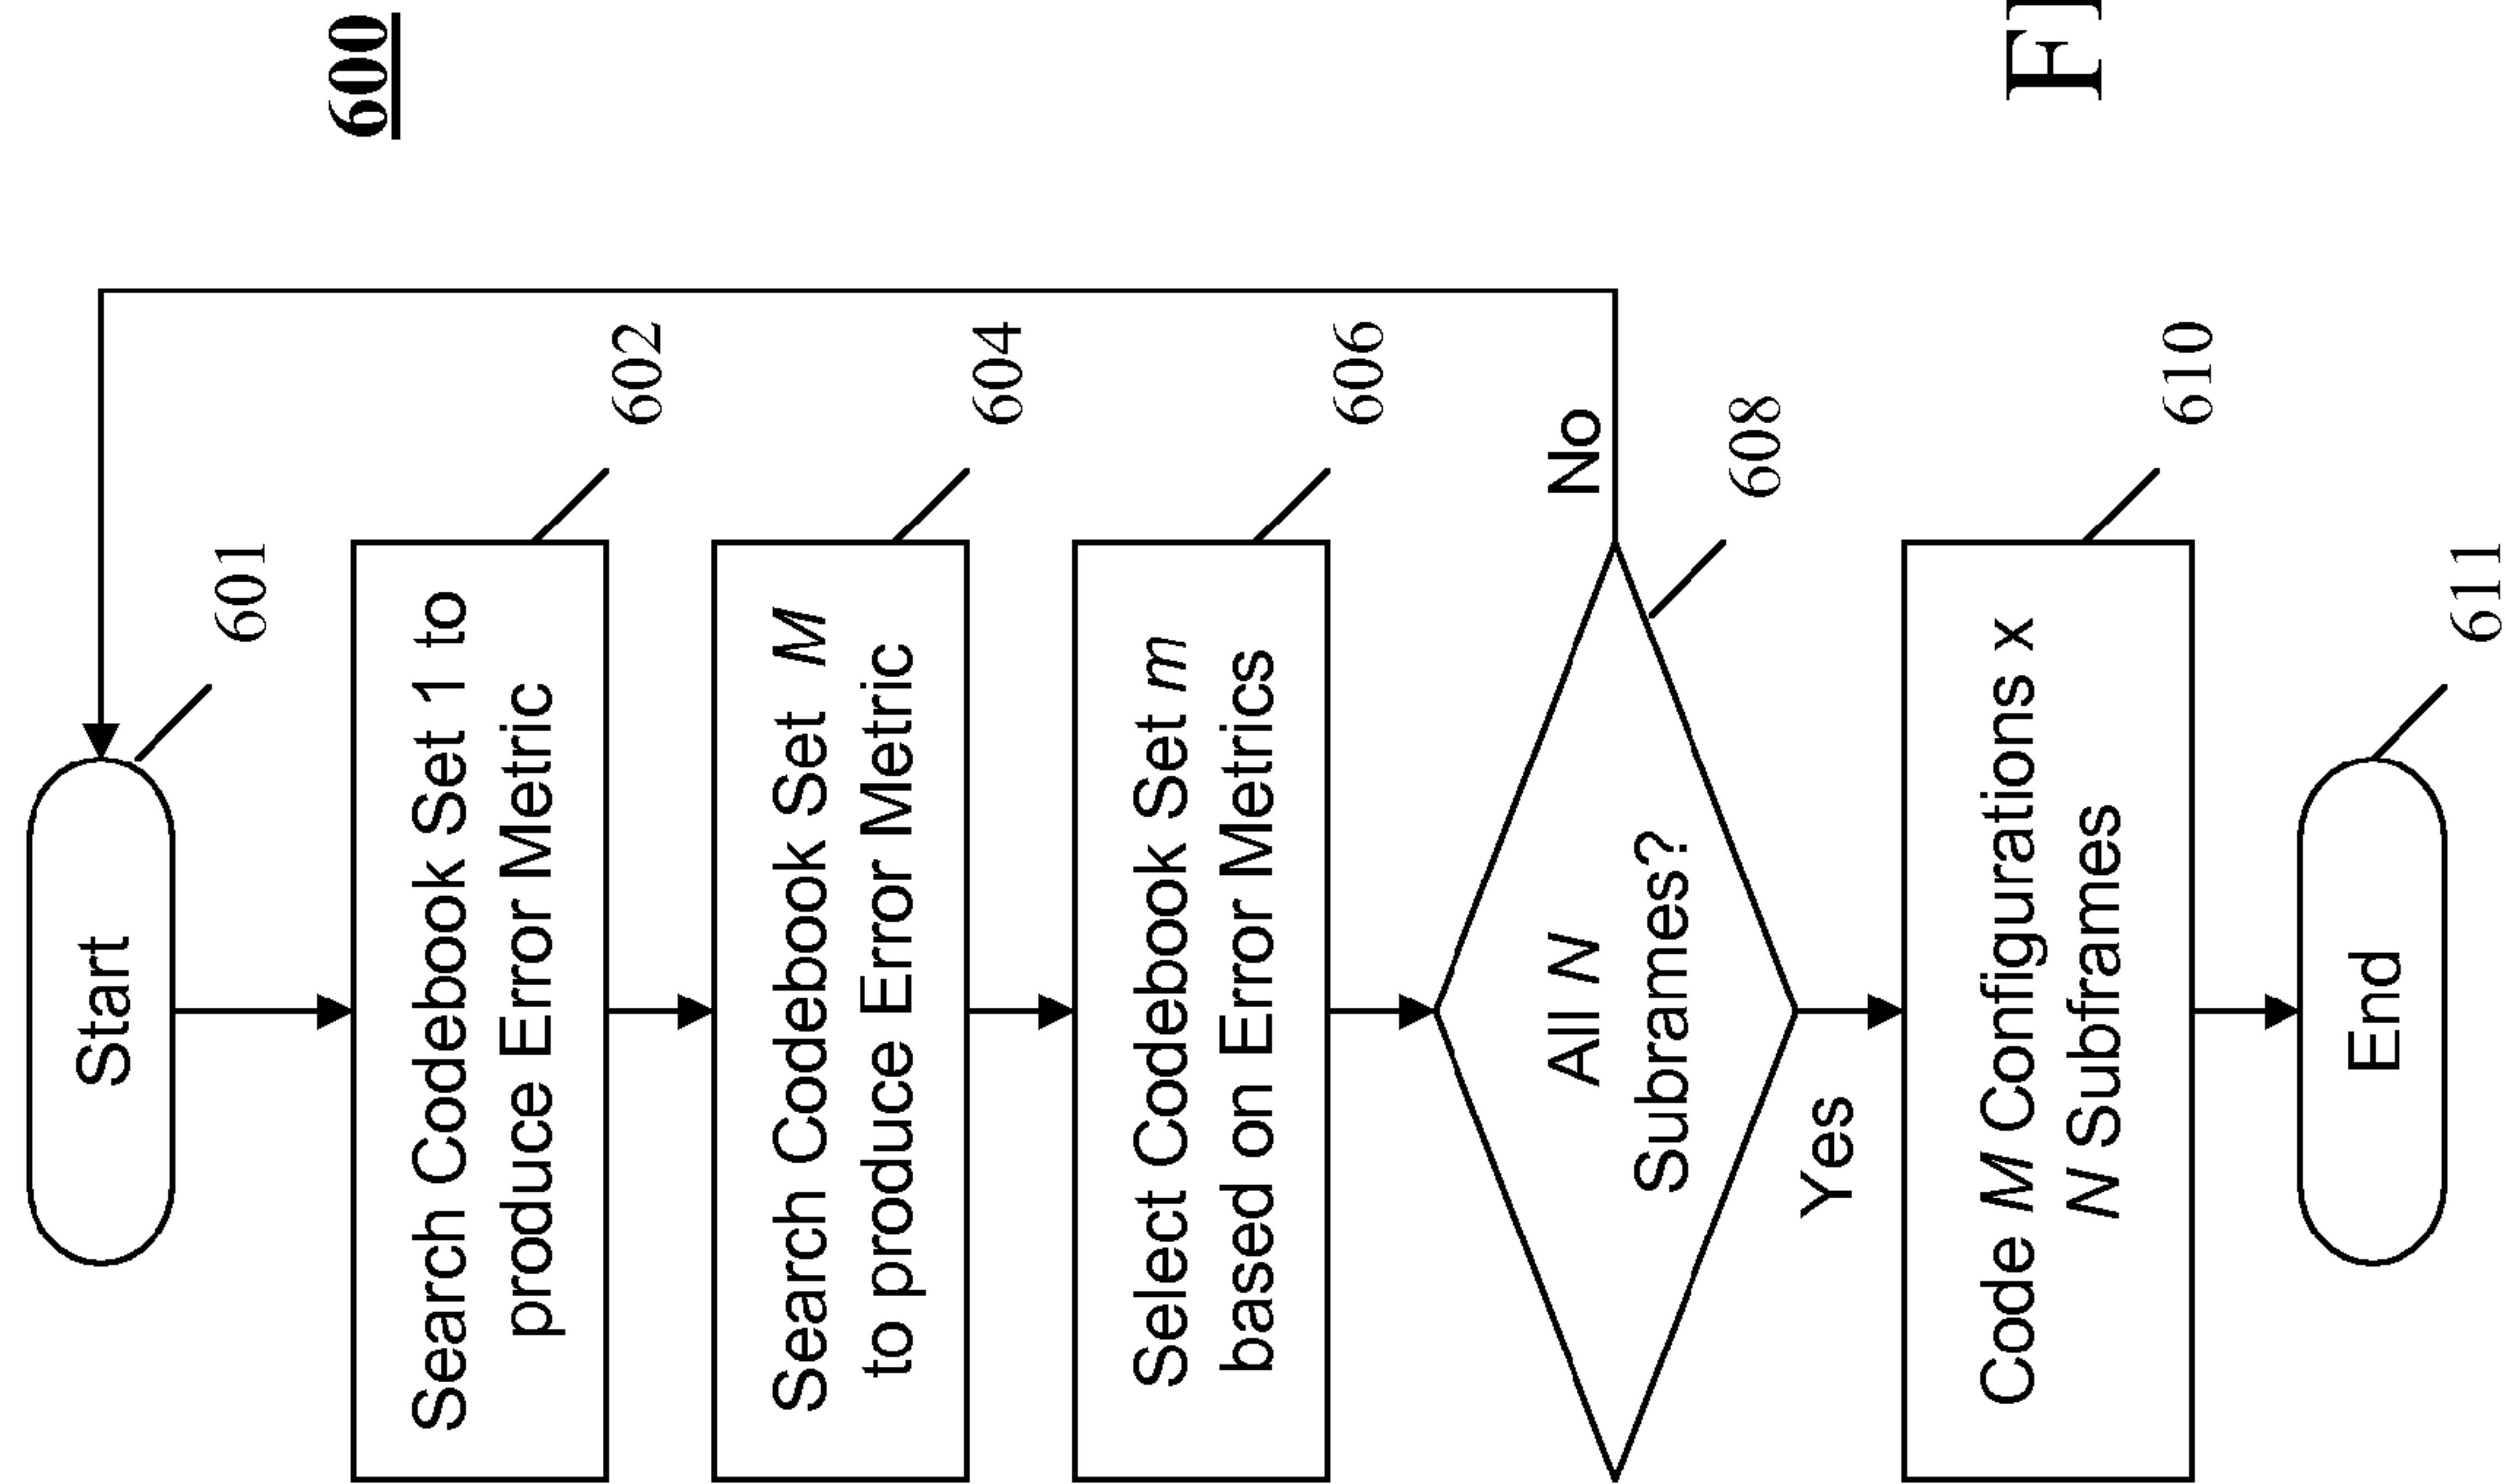 600
Start
601
Search Codebook Set 1 to
produce Error Metric
602
Search Codebook Set M
to produce Error Metric
604
Select Codebook Set m
based on Error Metrics
606
All N
Subrames?
No
608
Yes
Code M Configurations x
N Subframes
610
End
611